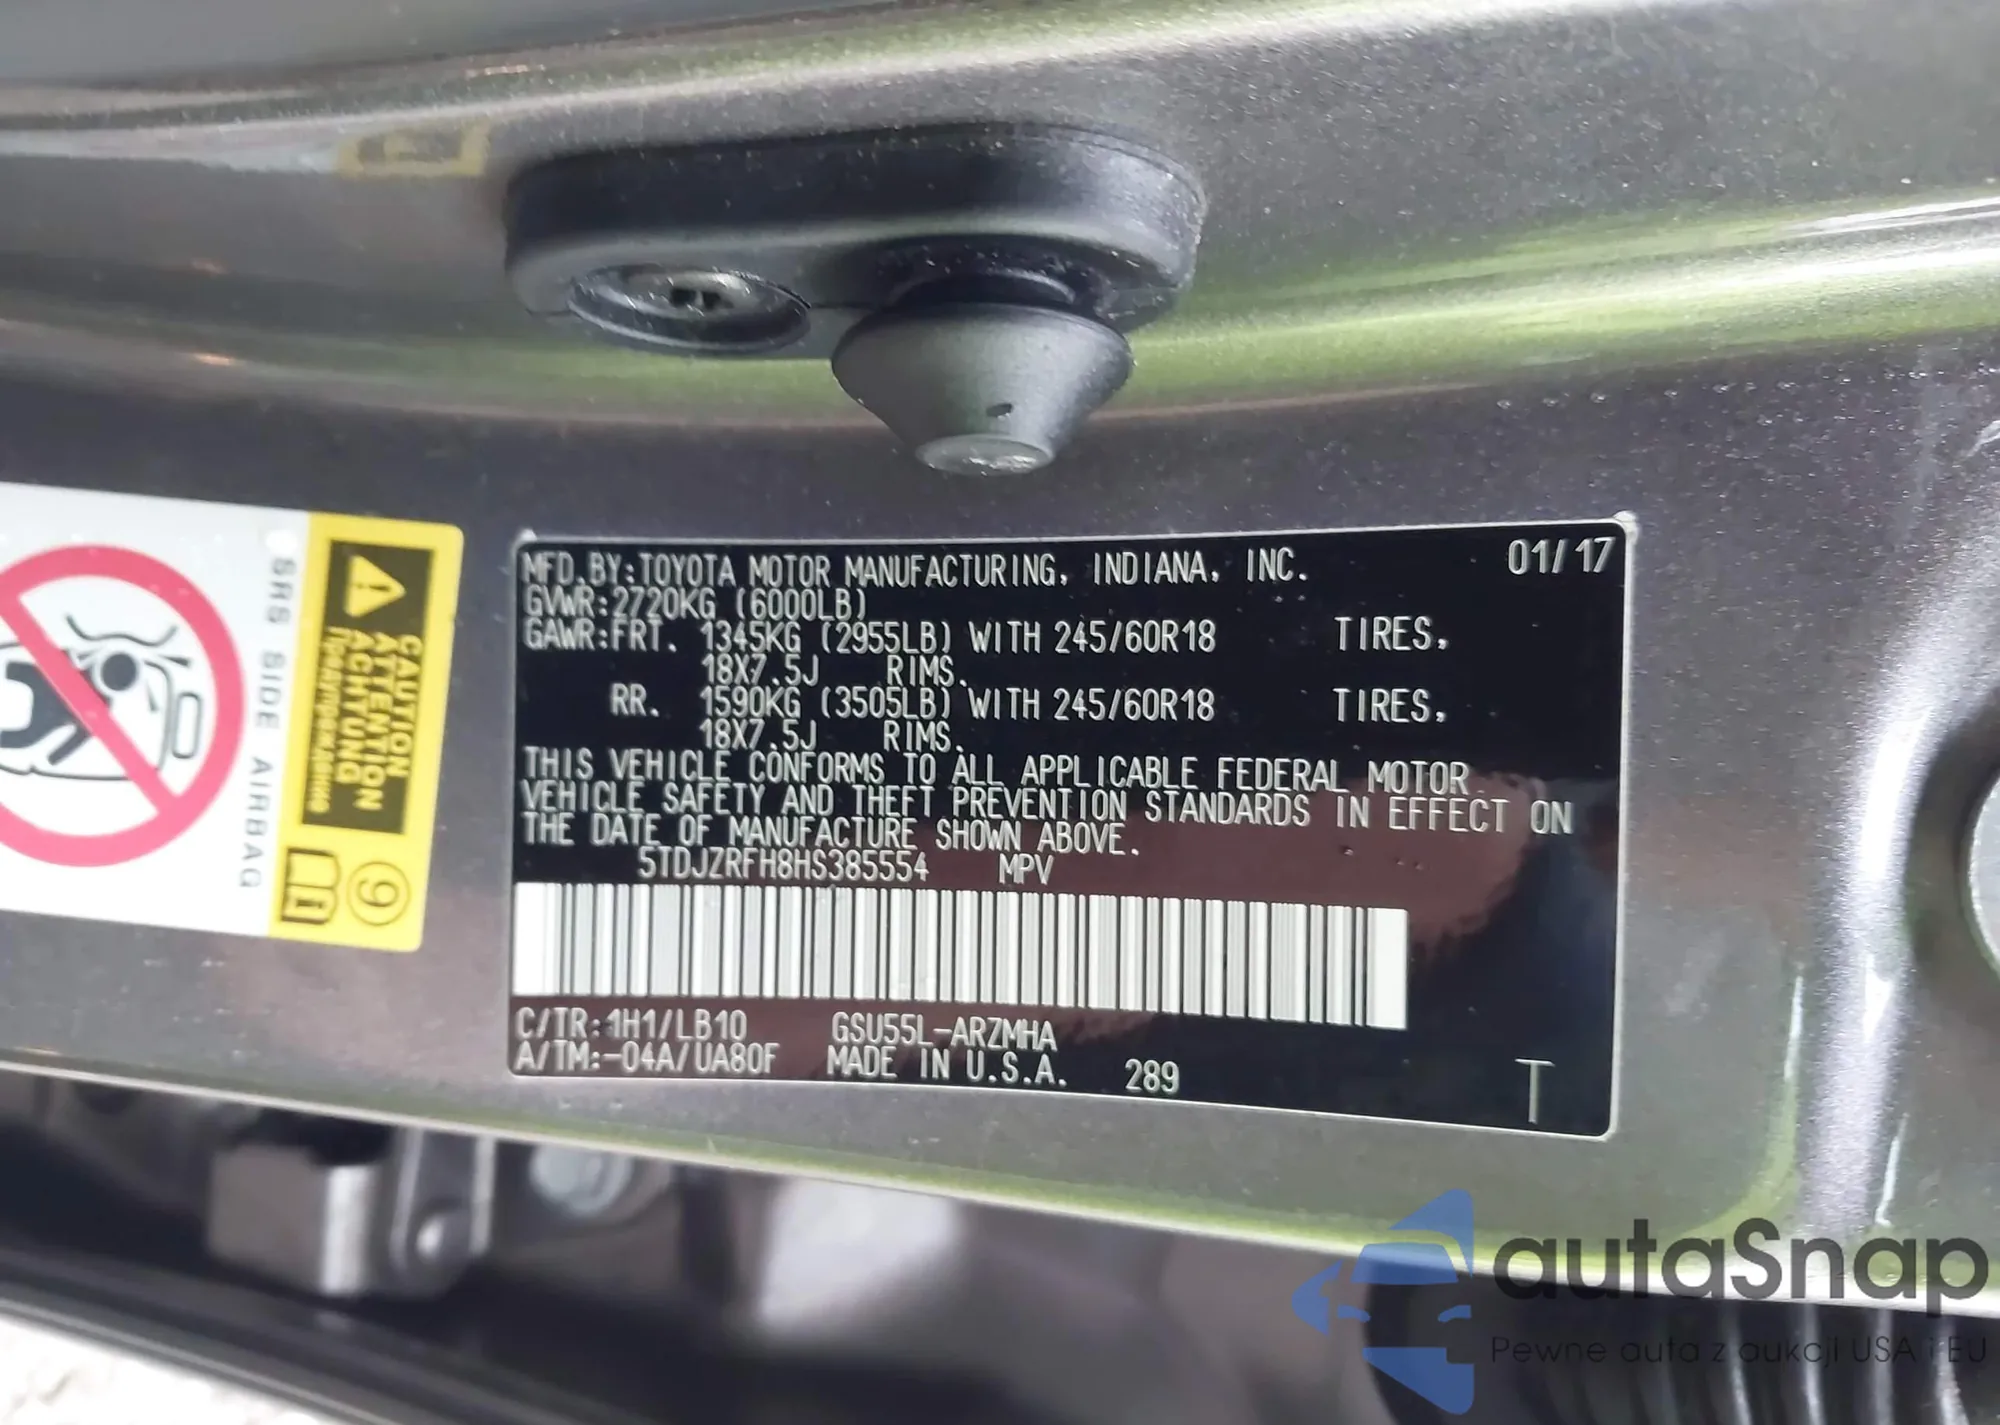 MFD.BY:TOYOTA MOTOR MANUFACTURING, INDIANA, INC. 01/17
GVWR:2720KG (6000LB)
GAWR:FRT. 1345KG (2955LB) WITH 245/60R18 TIRES,
18X7.5J RIMS.
RR. 1590KG (3505LB) WITH 245/60R18 TIRES,
18X7.5J RIMS.
THIS VEHICLE CONFORMS TO ALL APPLICABLE FEDERAL MOTOR
VEHICLE SAFETY AND THEFT PREVENTION STANDARDS IN EFFECT ON
THE DATE OF MANUFACTURE SHOWN ABOVE.
5TDJZRFH8HS385554 MPV
C/TR:1H1/LB10 GSU55L-ARZMHA
A/TM:-04A/UA80F MADE IN U.S.A. 289 T
SRS SIDE AIRBAG
CAUTION
ATTENTION
ACHTUNG
Предупреждение
9
autaSnap
Pewne auta z aukcji USA i EU